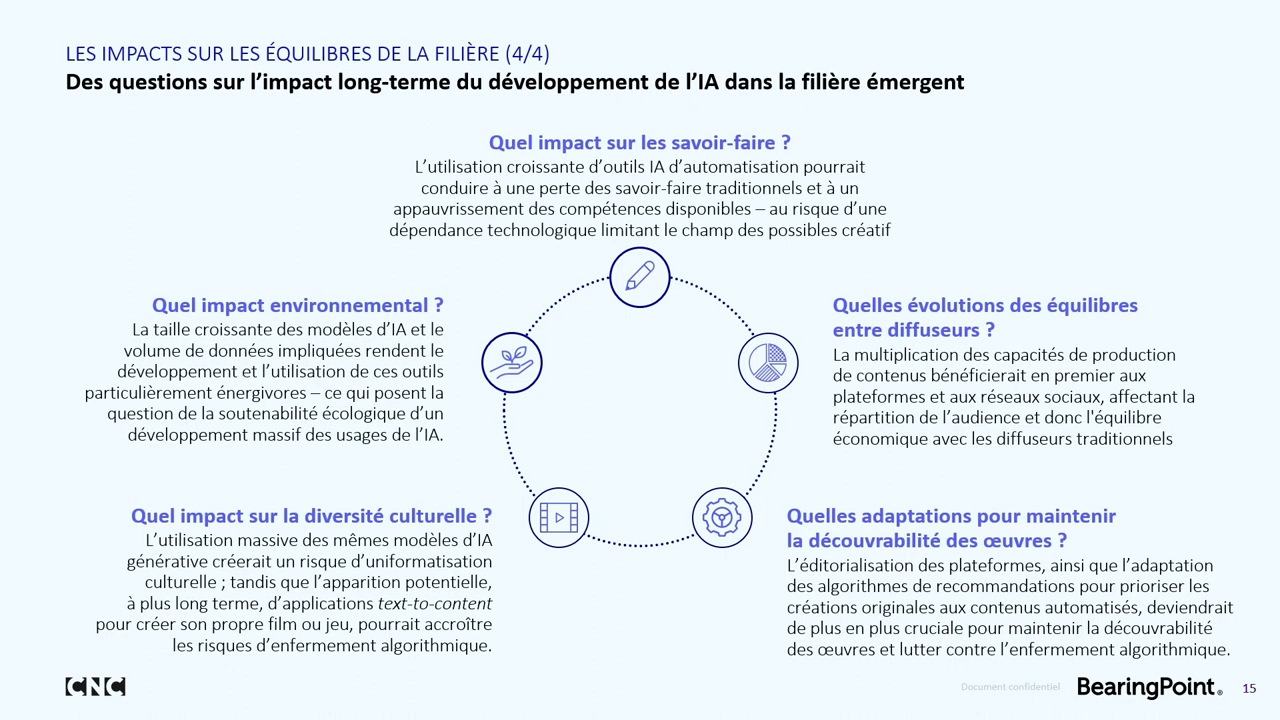 LES IMPACTS SUR LES ÉQUILIBRES DE LA FILIÈRE (4/4)
Des questions sur l’impact long-terme du développement de l’IA dans la filière émergent
Quel impact sur les savoir-faire ?
L’utilisation croissante d’outils IA d’automatisation pourrait
conduire à une perte des savoir-faire traditionnels et à un
appauvrissement des compétences disponibles – au risque d’une
dépendance technologique limitant le champ des possibles créatif
Quel impact environnemental ?
La taille croissante des modèles d’IA et le
volume de données impliquées rendent le
développement et l’utilisation de ces outils
particulièrement énergivores – ce qui posent la
question de la soutenabilité écologique d’un
développement massif des usages de l’IA.
Quelles évolutions des équilibres
entre diffuseurs ?
La multiplication des capacités de production
de contenus bénéficierait en premier aux
plateformes et aux réseaux sociaux, affectant la
répartition de l’audience et donc l'équilibre
économique avec les diffuseurs traditionnels
Quel impact sur la diversité culturelle ?
L’utilisation massive des mêmes modèles d’IA
générative créerait un risque d’uniformatisation
culturelle ; tandis que l’apparition potentielle,
à plus long terme, d’applications text-to-content
pour créer son propre film ou jeu, pourrait accroître
les risques d’enfermement algorithmique.
Quelles adaptations pour maintenir
la découvrabilité des œuvres ?
L’éditorialisation des plateformes, ainsi que l’adaptation
des algorithmes de recommandations pour prioriser les
créations originales aux contenus automatisés, deviendrait
de plus en plus cruciale pour maintenir la découvrabilité
des œuvres et lutter contre l’enfermement algorithmique.
CNC
Document confidentiel
BearingPoint®
15